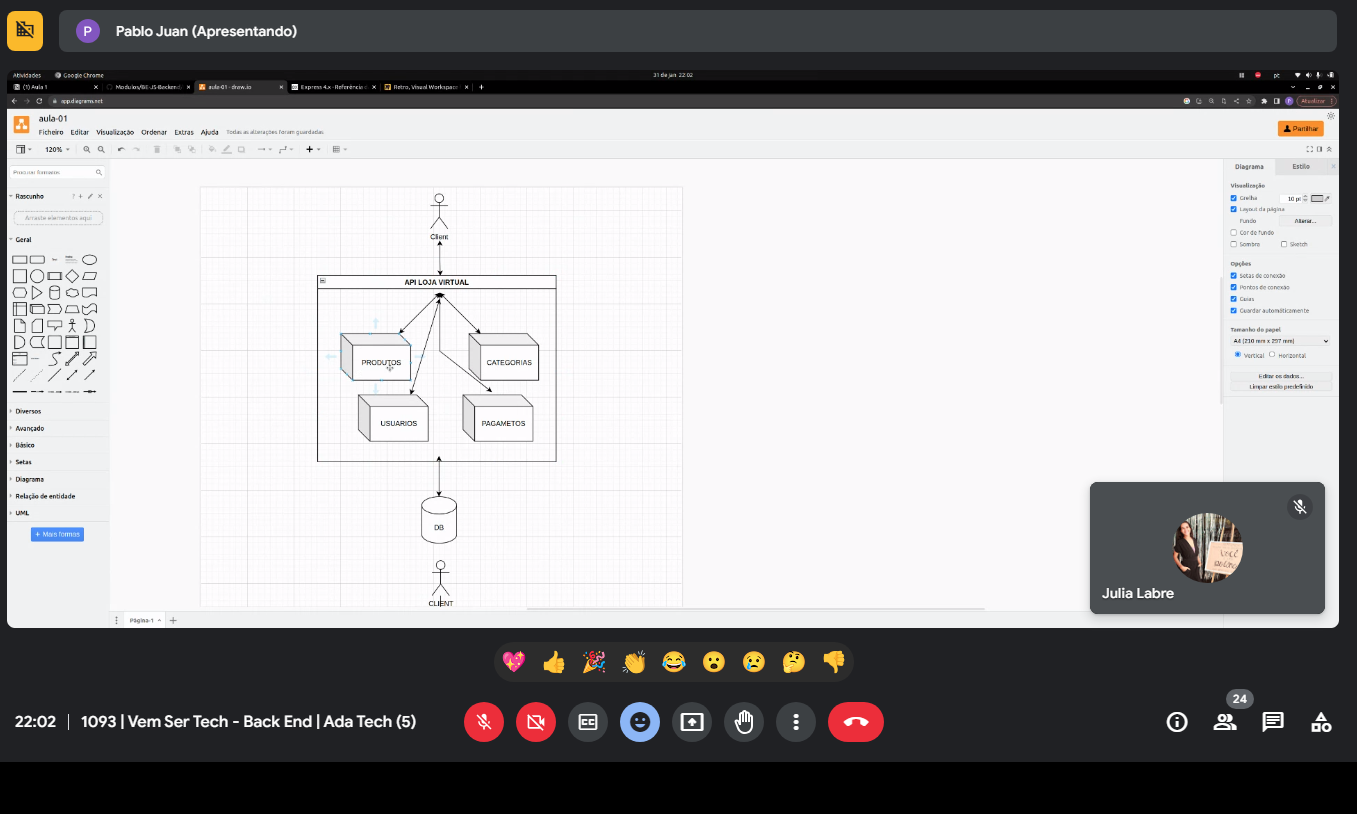 P
Pablo Juan (Apresentando)
Atividades
Google Chrome
31 de jan 22:02
pt
(1) Aula 1
Modulos/BE-JS-Backend
aula-01 - draw.io
Express 4.x - Referência d
Retro, Visual Workspace
app.diagrams.net
Atualizar
aula-01
Ficheiro Editar Visualização Ordenar Extras Ajuda Todas as alterações foram guardadas
Partilhar
120%
Procurar formatos
Rascunho
Arraste elementos aqui
Geral
Diversos
Avançado
Básico
Setas
Diagrama
Relação de entidade
UML
+ Mais formas
Client
API LOJA VIRTUAL
PRODUTOS
CATEGORIAS
USUARIOS
PAGAMETOS
DB
CLIENT
Página-1
Diagrama Estilo
Visualização
Grelha 10 pt
Layout da página
Fundo Alterar...
Cor de fundo
Sombra Sketch
Opções
Setas de conexão
Pontos de conexão
Guias
Guardar automáticamente
Tamanho do papel
A4 (210 mm x 297 mm)
Vertical Horizontal
Editar os dados...
Limpar estilo predefinido
VOCÊ
Julia Labre
22:02 | 1093 | Vem Ser Tech - Back End | Ada Tech (5)
CC
24